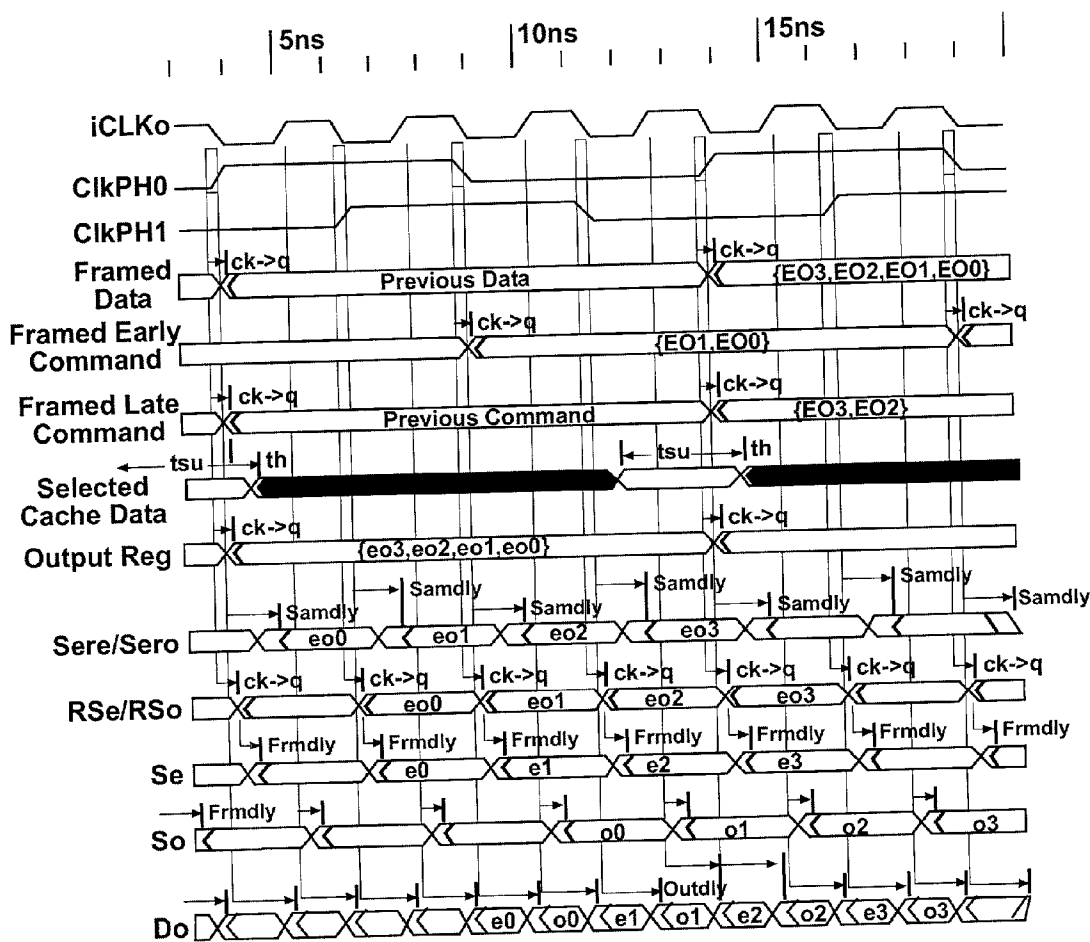 5ns 10ns 15ns
iCLKo
ClkPH0
ClkPH1
ck->q ck->q
Framed Data Previous Data {EO3,EO2,EO1,EO0}
ck->q ck->q
Framed Early Command {EO1,EO0}
ck->q ck->q
Framed Late Command Previous Command {EO3,EO2}
tsu th tsu th
Selected Cache Data
ck->q ck->q
Output Reg {eo3,eo2,eo1,eo0}
Samdly Samdly Samdly Samdly Samdly Samdly Samdly
Sere/Sero eo0 eo1 eo2 eo3
ck->q ck->q ck->q ck->q ck->q ck->q ck->q
RSe/RSo eo0 eo1 eo2 eo3
Frmdly Frmdly Frmdly Frmdly Frmdly Frmdly Frmdly
Se e0 e1 e2 e3
Frmdly
So o0 o1 o2 o3
Outdly
Do e0 o0 e1 o1 e2 o2 e3 o3